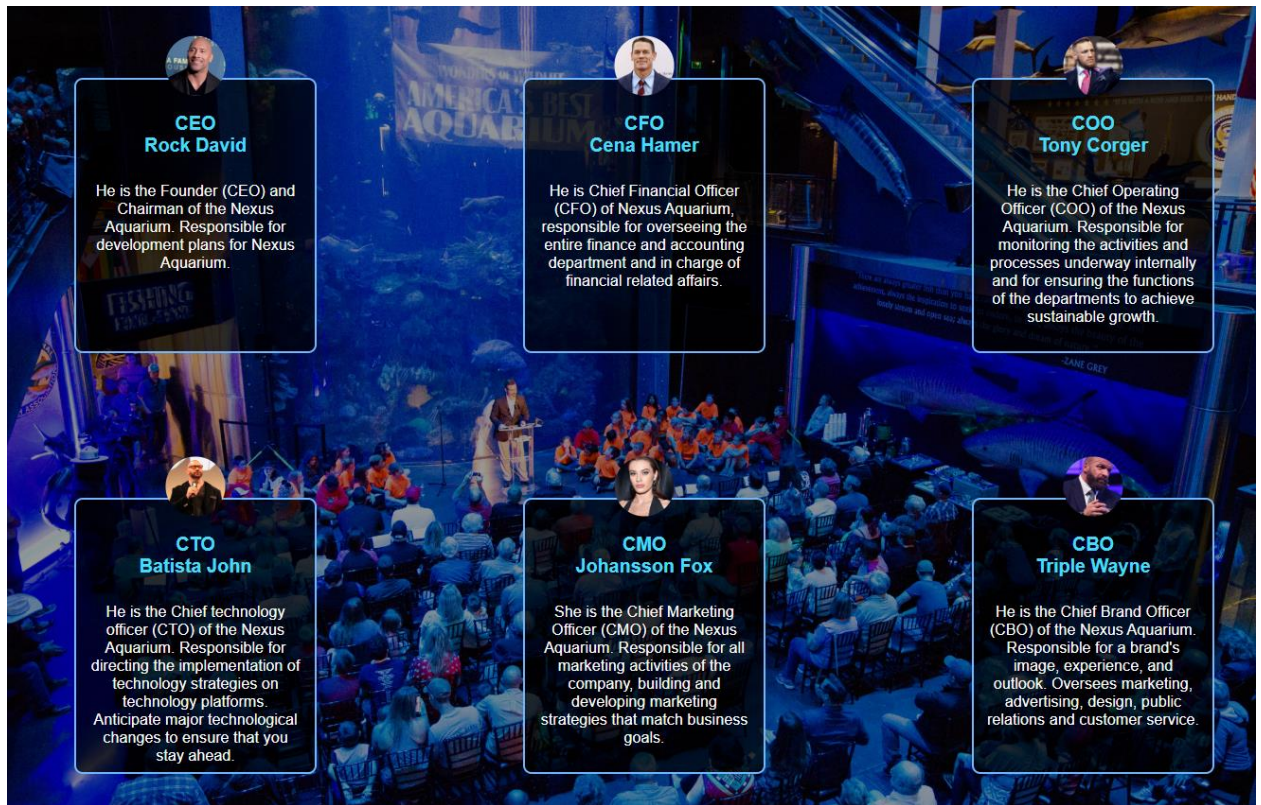 WONDERS OF WILDLIFE
AMERICA'S BEST
AQUARIUM
CEO
Rock David
He is the Founder (CEO) and
Chairman of the Nexus
Aquarium. Responsible for
development plans for Nexus
Aquarium.
CFO
Cena Hamer
He is Chief Financial Officer
(CFO) of Nexus Aquarium,
responsible for overseeing the
entire finance and accounting
department and in charge of
financial related affairs.
COO
Tony Corger
He is the Chief Operating
Officer (COO) of the Nexus
Aquarium. Responsible for
monitoring the activities and
processes underway internally
and for ensuring the functions
of the departments to achieve
sustainable growth.
FISHING
-ZANE GREY
CTO
Batista John
He is the Chief technology
officer (CTO) of the Nexus
Aquarium. Responsible for
directing the implementation of
technology strategies on
technology platforms.
Anticipate major technological
changes to ensure that you
stay ahead.
CMO
Johansson Fox
She is the Chief Marketing
Officer (CMO) of the Nexus
Aquarium. Responsible for all
marketing activities of the
company, building and
developing marketing
strategies that match business
goals.
CBO
Triple Wayne
He is the Chief Brand Officer
(CBO) of the Nexus Aquarium.
Responsible for a brand's
image, experience, and
outlook. Oversees marketing,
advertising, design, public
relations and customer service.